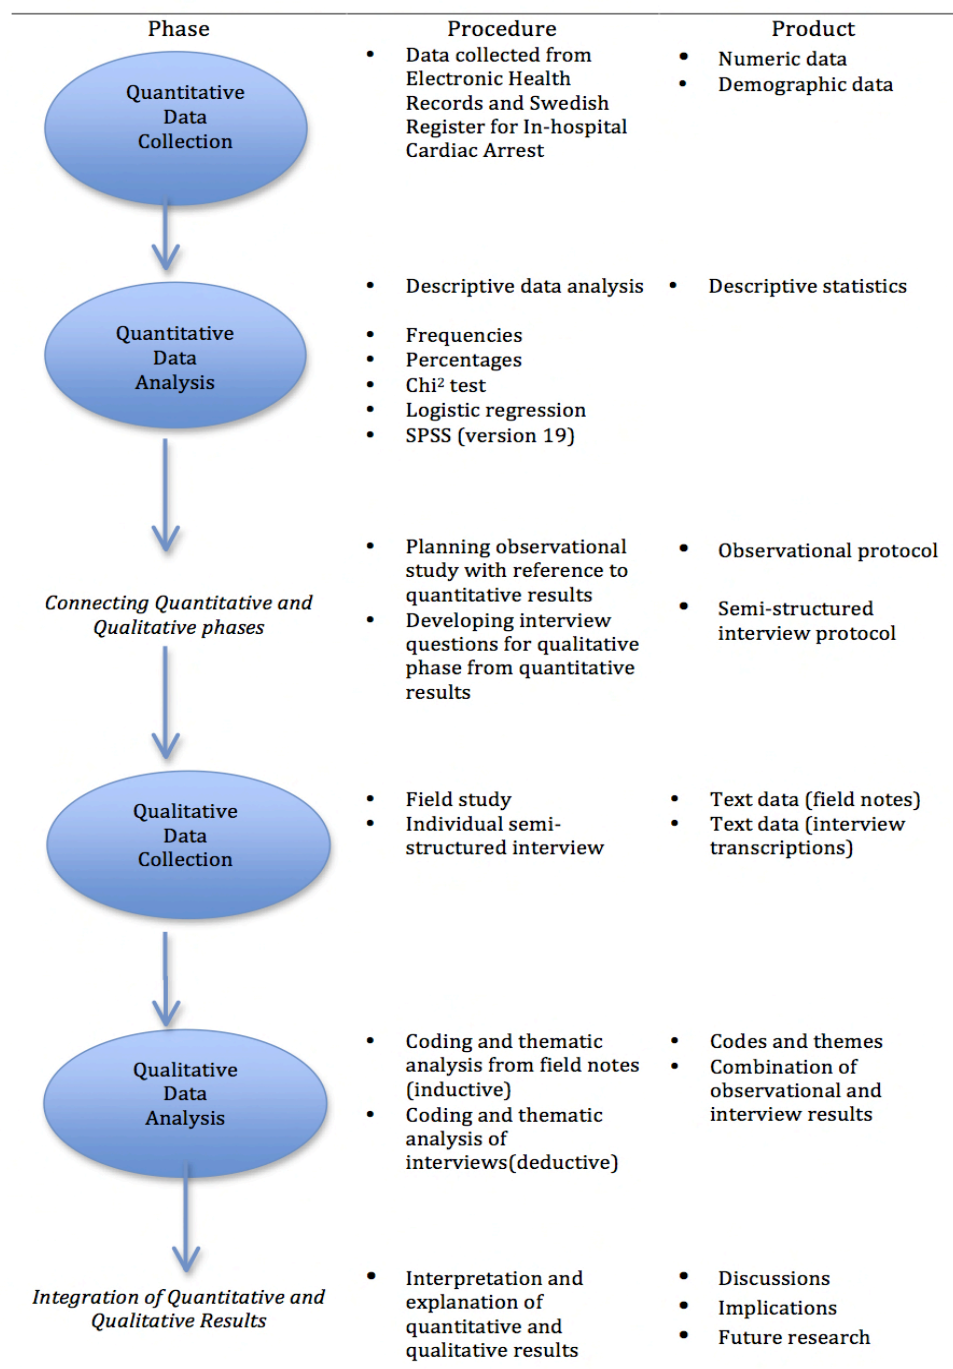 Phase
Procedure
Product
Quantitative
Data
Collection
• Data collected from
Electronic Health
Records and Swedish
Register for In-hospital
Cardiac Arrest
• Numeric data
• Demographic data
Quantitative
Data
Analysis
• Descriptive data analysis
• Frequencies
• Percentages
• Chi² test
• Logistic regression
• SPSS (version 19)
• Descriptive statistics
Connecting Quantitative and
Qualitative phases
• Planning observational
study with reference to
quantitative results
• Developing interview
questions for qualitative
phase from quantitative
results
• Observational protocol
• Semi-structured
interview protocol
Qualitative
Data
Collection
• Field study
• Individual semi-
structured interview
• Text data (field notes)
• Text data (interview
transcriptions)
Qualitative
Data
Analysis
• Coding and thematic
analysis from field notes
(inductive)
• Coding and thematic
analysis of
interviews(deductive)
• Codes and themes
• Combination of
observational and
interview results
Integration of Quantitative and
Qualitative Results
• Interpretation and
explanation of
quantitative and
qualitative results
• Discussions
• Implications
• Future research